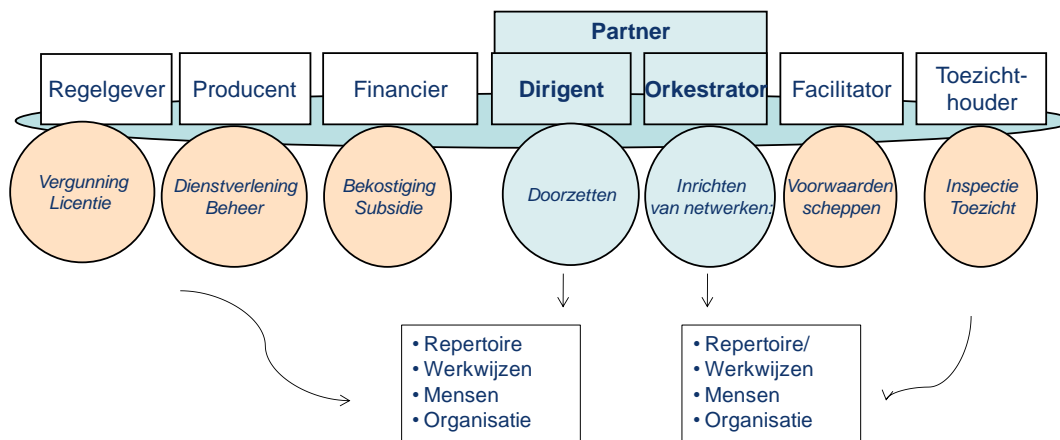 Partner
Regelgever
Producent
Financier
Dirigent
Orkestrator
Facilitator
Toezicht-
houder
Vergunning
Licentie
Dienstverlening
Beheer
Bekostiging
Subsidie
Doorzetten
Inrichten
van netwerken:
Voorwaarden
scheppen
Inspectie
Toezicht
• Repertoire
• Werkwijzen
• Mensen
• Organisatie
• Repertoire/
• Werkwijzen
• Mensen
• Organisatie